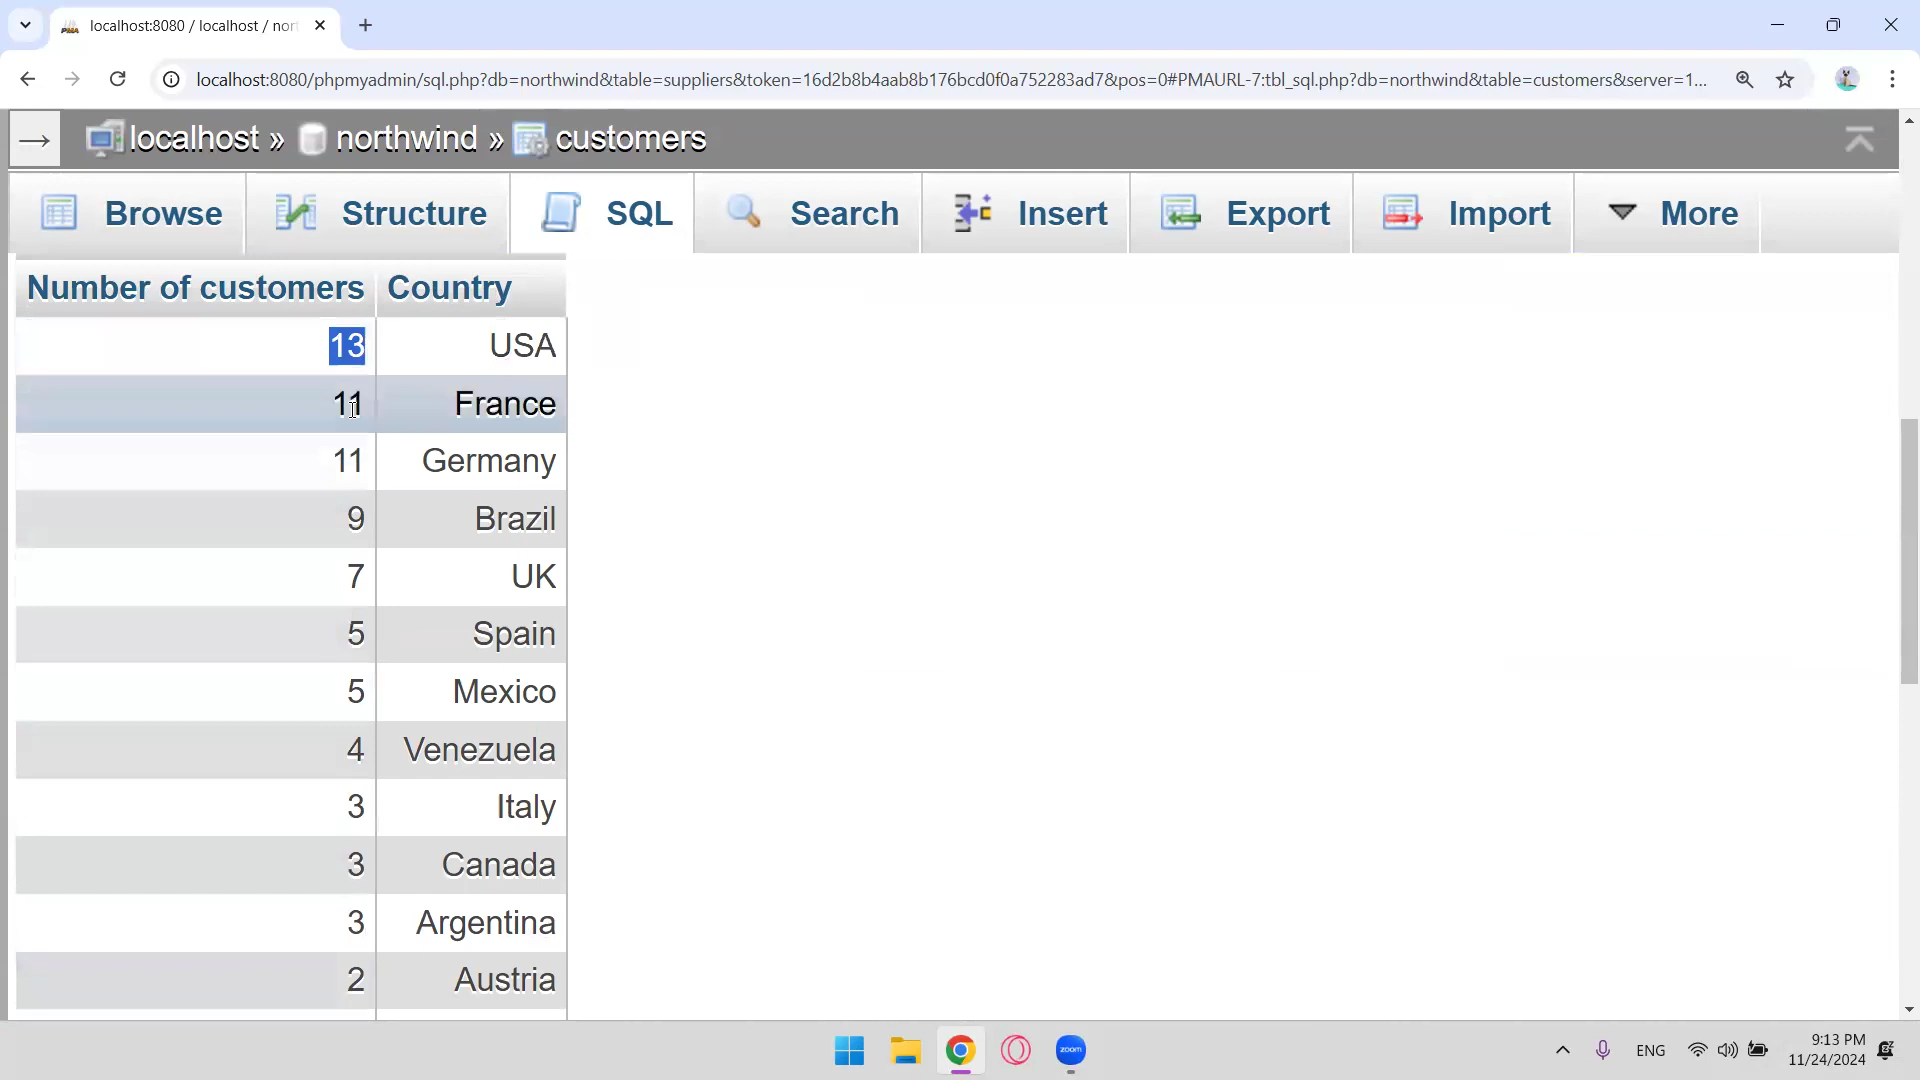 localhost:8080 / localhost / nor
localhost:8080/phpmyadmin/sql.php?db=northwind&table=suppliers&token=16d2b8b4aab8b176bcd0f0a752283ad7&pos=0#PMAURL-7:tbl_sql.php?db=northwind&table=customers&server=1...
localhost » northwind » customers
Browse Structure SQL Search Insert Export Import More
Number of customers Country
13 USA
11 France
11 Germany
9 Brazil
7 UK
5 Spain
5 Mexico
4 Venezuela
3 Italy
3 Canada
3 Argentina
2 Austria
zoom
ENG
9:13 PM
11/24/2024